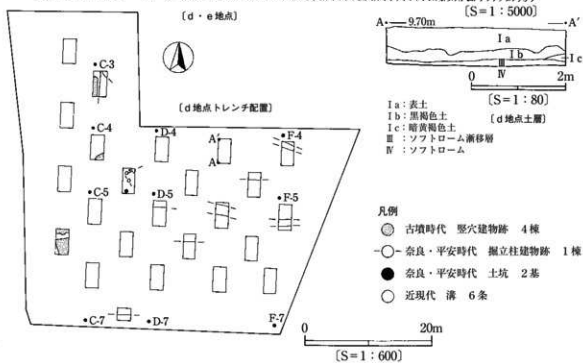 [d・e地点]
[S=1:5000]
A 9.70m A'
Ⅰa
Ⅰb
Ⅰc
Ⅲ
Ⅳ
0 2m
[S=1:80]
[d地点土層]
Ⅰa:表土
Ⅰb:黒褐色土
Ⅰc:暗黄褐色土
Ⅲ:ソフトローム漸移層
Ⅳ:ソフトローム
[d地点トレンチ配置]
C-3
C-4
D-4
A'
A
F-4
C-5
D-5
F-5
C-7
D-7
F-7
凡例
古墳時代 竪穴建物跡 4棟
奈良・平安時代 掘立柱建物跡 1棟
奈良・平安時代 土坑 2基
近現代 溝 6条
0 20m
[S=1:600]